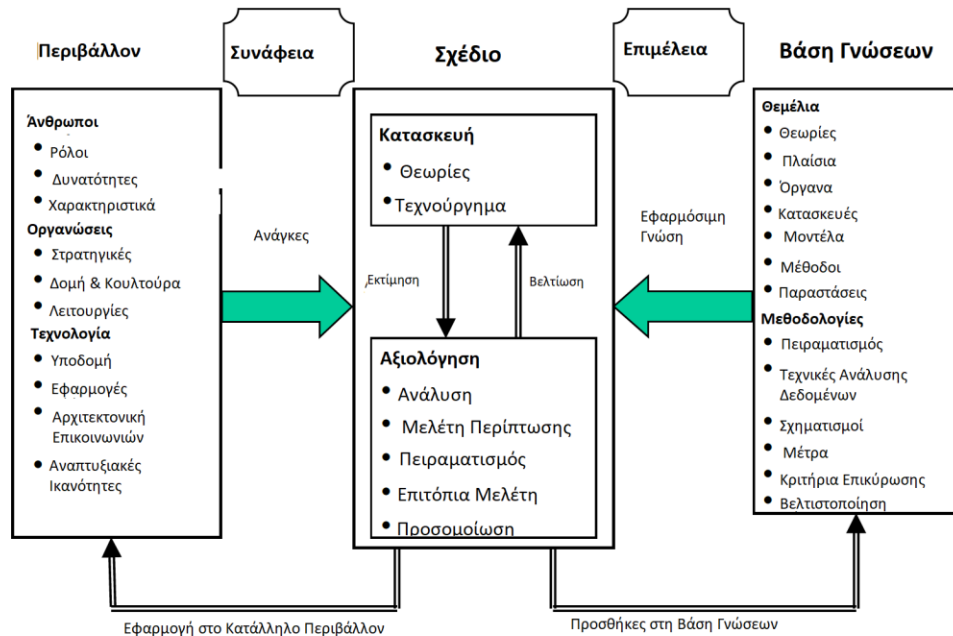 Περιβάλλον
Συνάφεια
Σχέδιο
Επιμέλεια
Βάση Γνώσεων
Άνθρωποι
Ρόλοι
Δυνατότητες
Χαρακτηριστικά
Οργανώσεις
Στρατηγικές
Δομή & Κουλτούρα
Λειτουργίες
Τεχνολογία
Υποδομή
Εφαρμογές
Αρχιτεκτονική
Επικοινωνιών
Αναπτυξιακές
Ικανότητες
Ανάγκες
Κατασκευή
Θεωρίες
Τεχνούργημα
Εκτίμηση
Βελτίωση
Αξιολόγηση
Ανάλυση
Μελέτη Περίπτωσης
Πειραματισμός
Επιτόπια Μελέτη
Προσομοίωση
Εφαρμόσιμη
Γνώση
Θεμέλια
Θεωρίες
Πλαίσια
Όργανα
Κατασκευές
Μοντέλα
Μέθοδοι
Παραστάσεις
Μεθοδολογίες
Πειραματισμός
Τεχνικές Ανάλυσης
Δεδομένων
Σχηματισμοί
Μέτρα
Κριτήρια Επικύρωσης
Βελτιστοποίηση
Εφαρμογή στο Κατάλληλο Περιβάλλον
Προσθήκες στη Βάση Γνώσεων